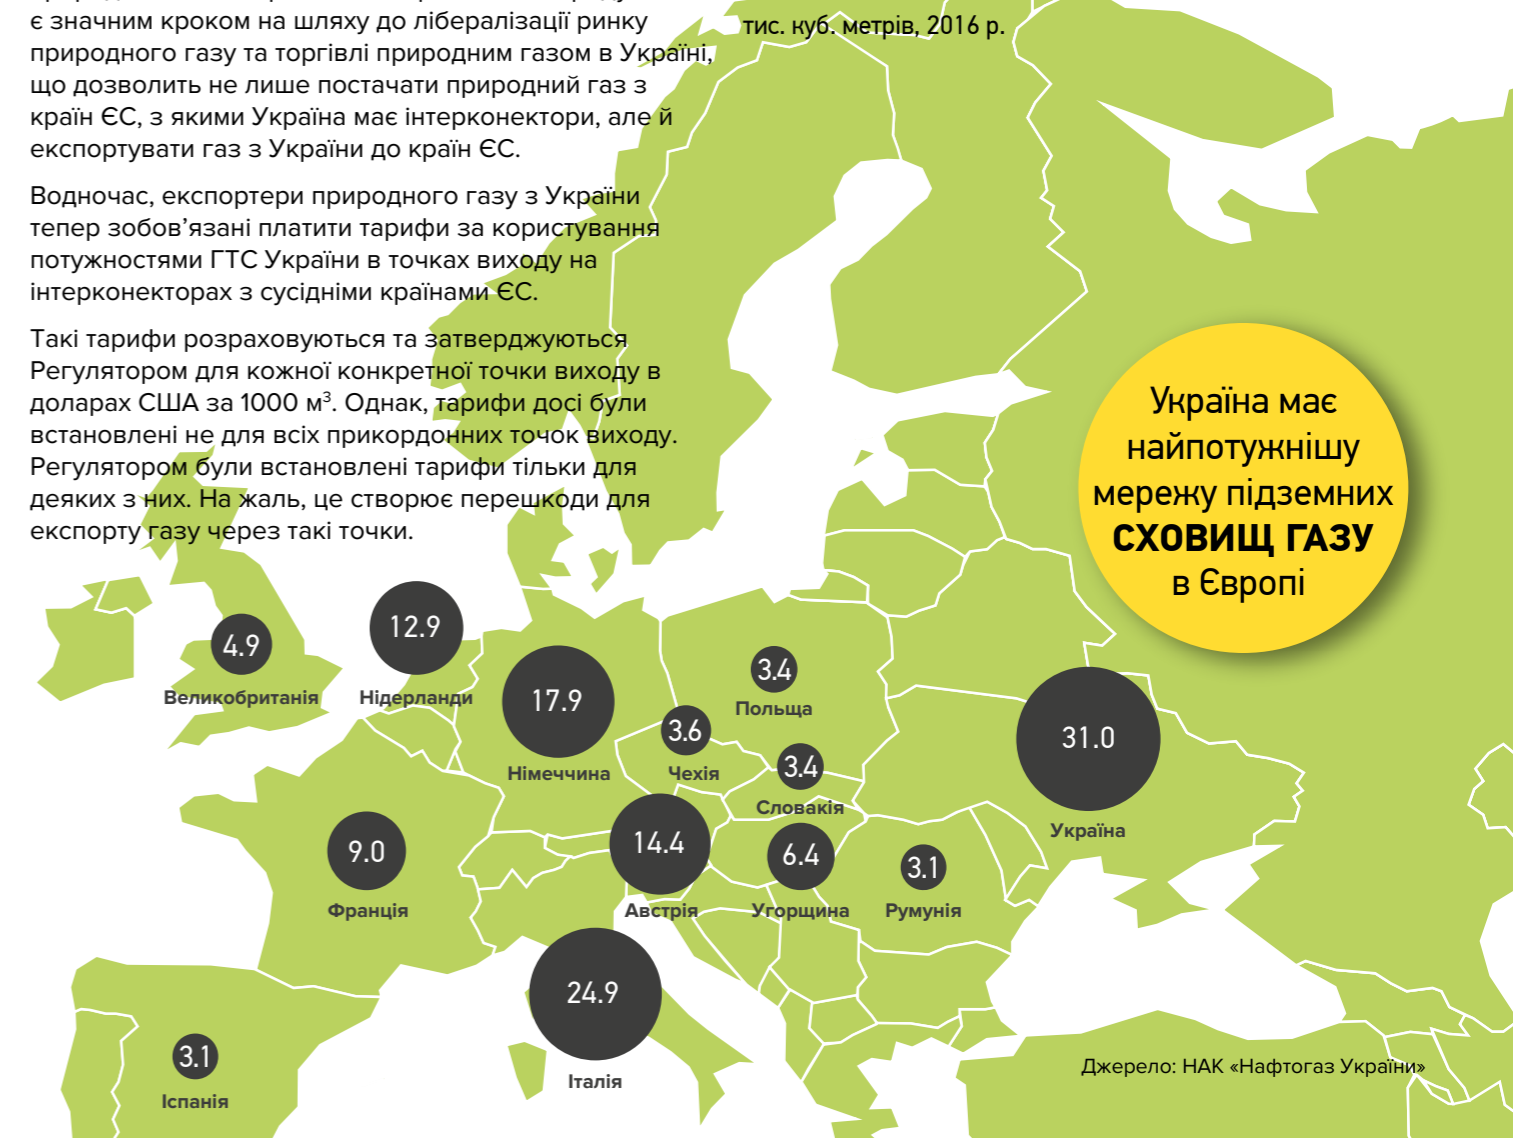 є значним кроком на шляху до лібералізації ринку
природного газу та торгівлі природним газом в Україні,
що дозволить не лише постачати природний газ з
країн ЄС, з якими Україна має інтерконектори, але й
експортувати газ з України до країн ЄС.
Водночас, експортери природного газу з України
тепер зобов’язані платити тарифи за користування
потужностями ГТС України в точках виходу на
інтерконекторах з сусідніми країнами ЄС.
Такі тарифи розраховуються та затверджуються
Регулятором для кожної конкретної точки виходу в
доларах США за 1000 м³. Однак, тарифи досі були
встановлені не для всіх прикордонних точок виходу.
Регулятором були встановлені тарифи тільки для
деяких з них. На жаль, це створює перешкоди для
експорту газу через такі точки.
тис. куб. метрів, 2016 р.
Україна має
найпотужнішу
мережу підземних
СХОВИЩ ГАЗУ
в Європі
4.9
Великобританія
12.9
Нідерланди
17.9
Німеччина
3.4
Польща
3.6
Чехія
3.4
Словакія
31.0
Україна
9.0
Франція
14.4
Австрія
6.4
Угорщина
3.1
Румунія
24.9
Італія
3.1
Іспанія
Джерело: НАК «Нафтогаз України»